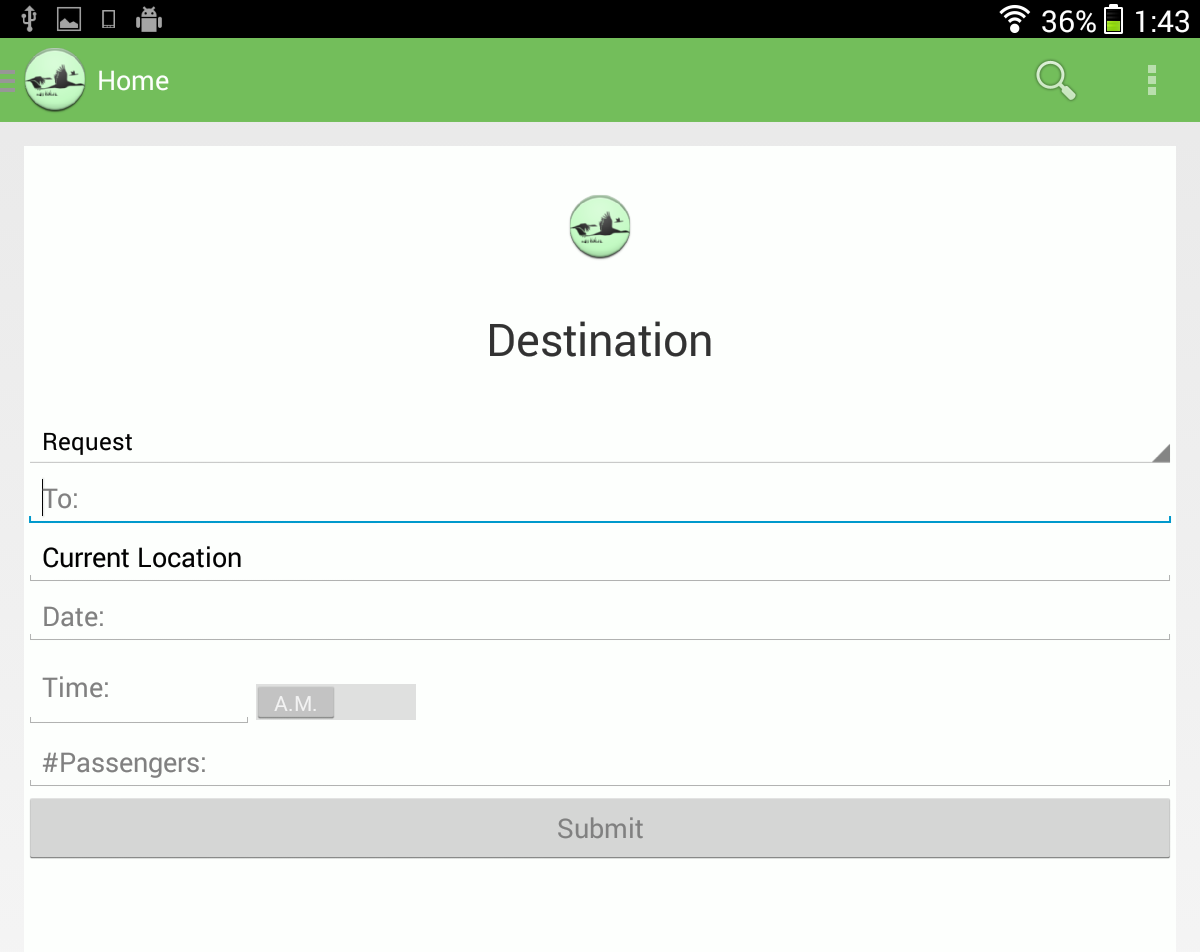 36% 1:43
Home
Destination
Request
To:
Current Location
Date:
Time: A.M.
#Passengers:
Submit